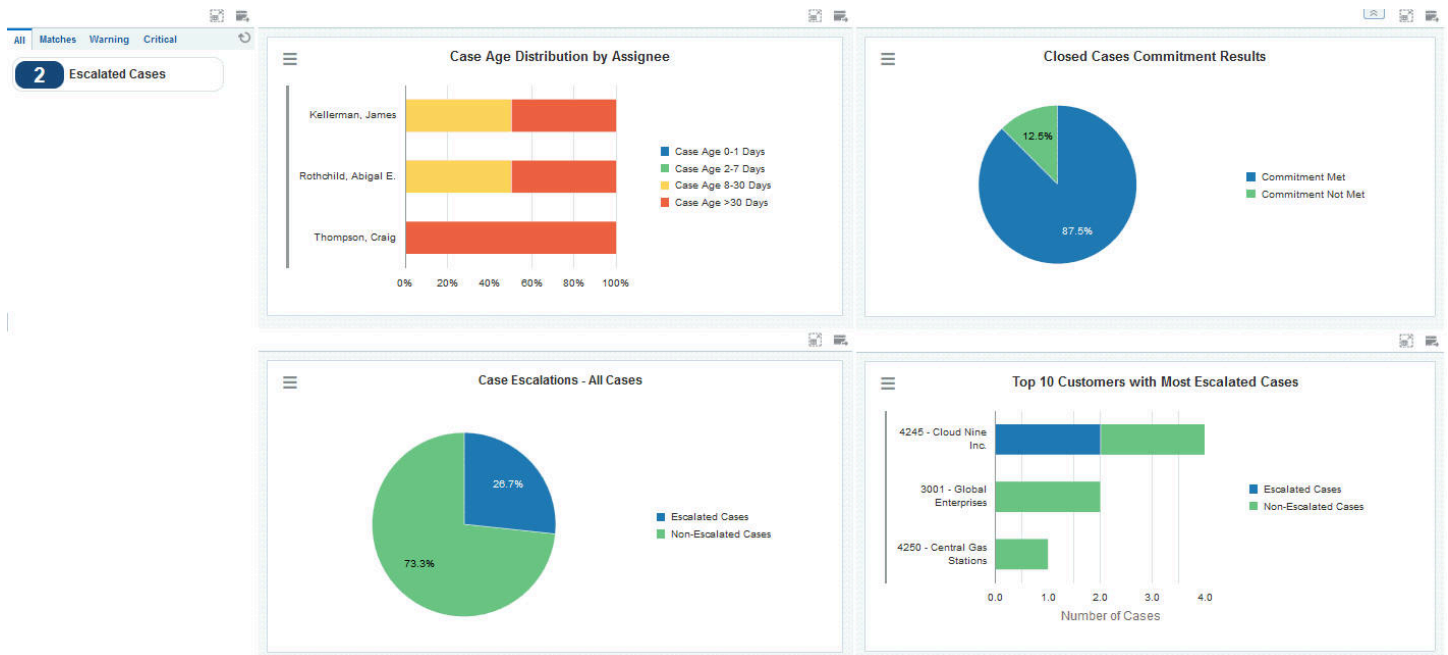 All Matches Warning Critical
2 Escalated Cases
Case Age Distribution by Assignee
Kellerman, James
Rothchild, Abigal E.
Thompson, Craig
0% 20% 40% 60% 80% 100%
Case Age 0-1 Days
Case Age 2-7 Days
Case Age 8-30 Days
Case Age >30 Days
Closed Cases Commitment Results
12.5%
87.5%
Commitment Met
Commitment Not Met
Case Escalations - All Cases
26.7%
73.3%
Escalated Cases
Non-Escalated Cases
Top 10 Customers with Most Escalated Cases
4245 - Cloud Nine
Inc.
3001 - Global
Enterprises
4250 - Central Gas
Stations
0.0 1.0 2.0 3.0 4.0
Number of Cases
Escalated Cases
Non-Escalated Cases